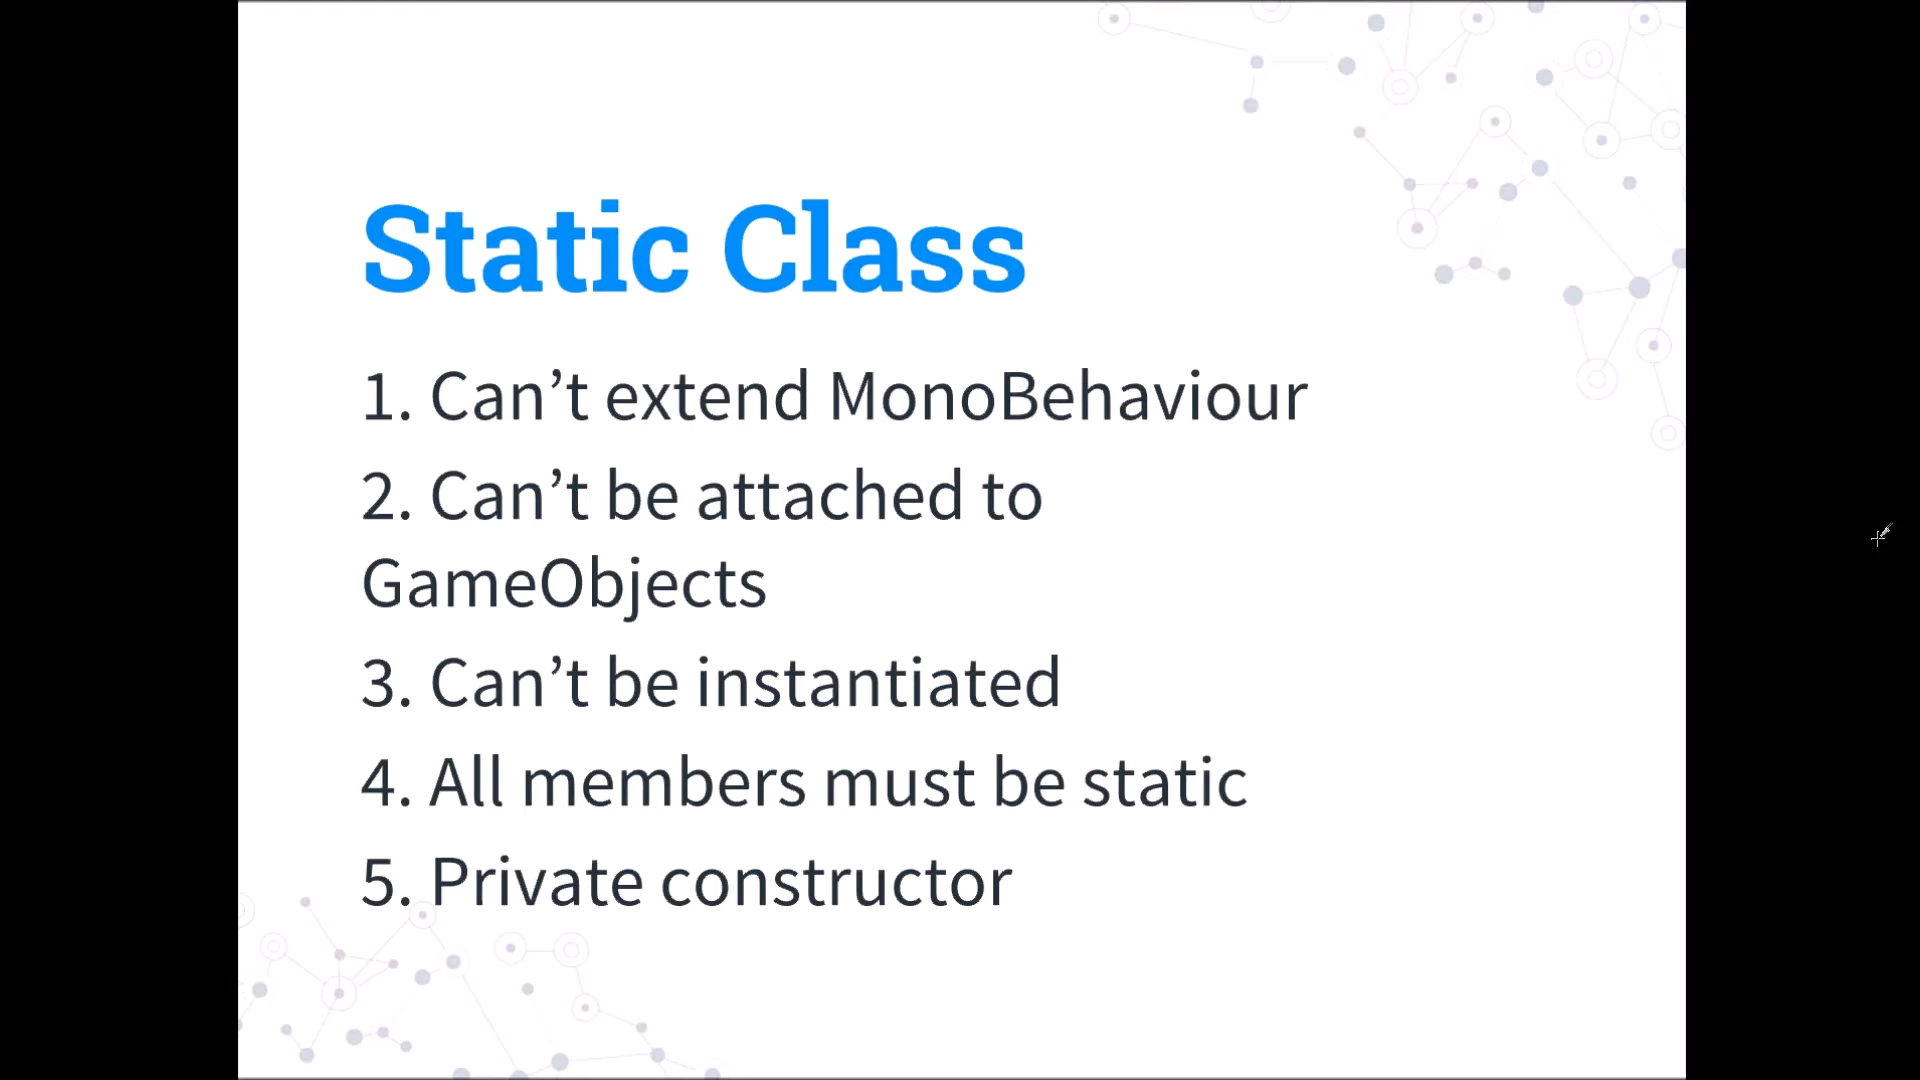 Static Class
1. Can’t extend MonoBehaviour
2. Can’t be attached to
GameObjects
3. Can’t be instantiated
4. All members must be static
5. Private constructor